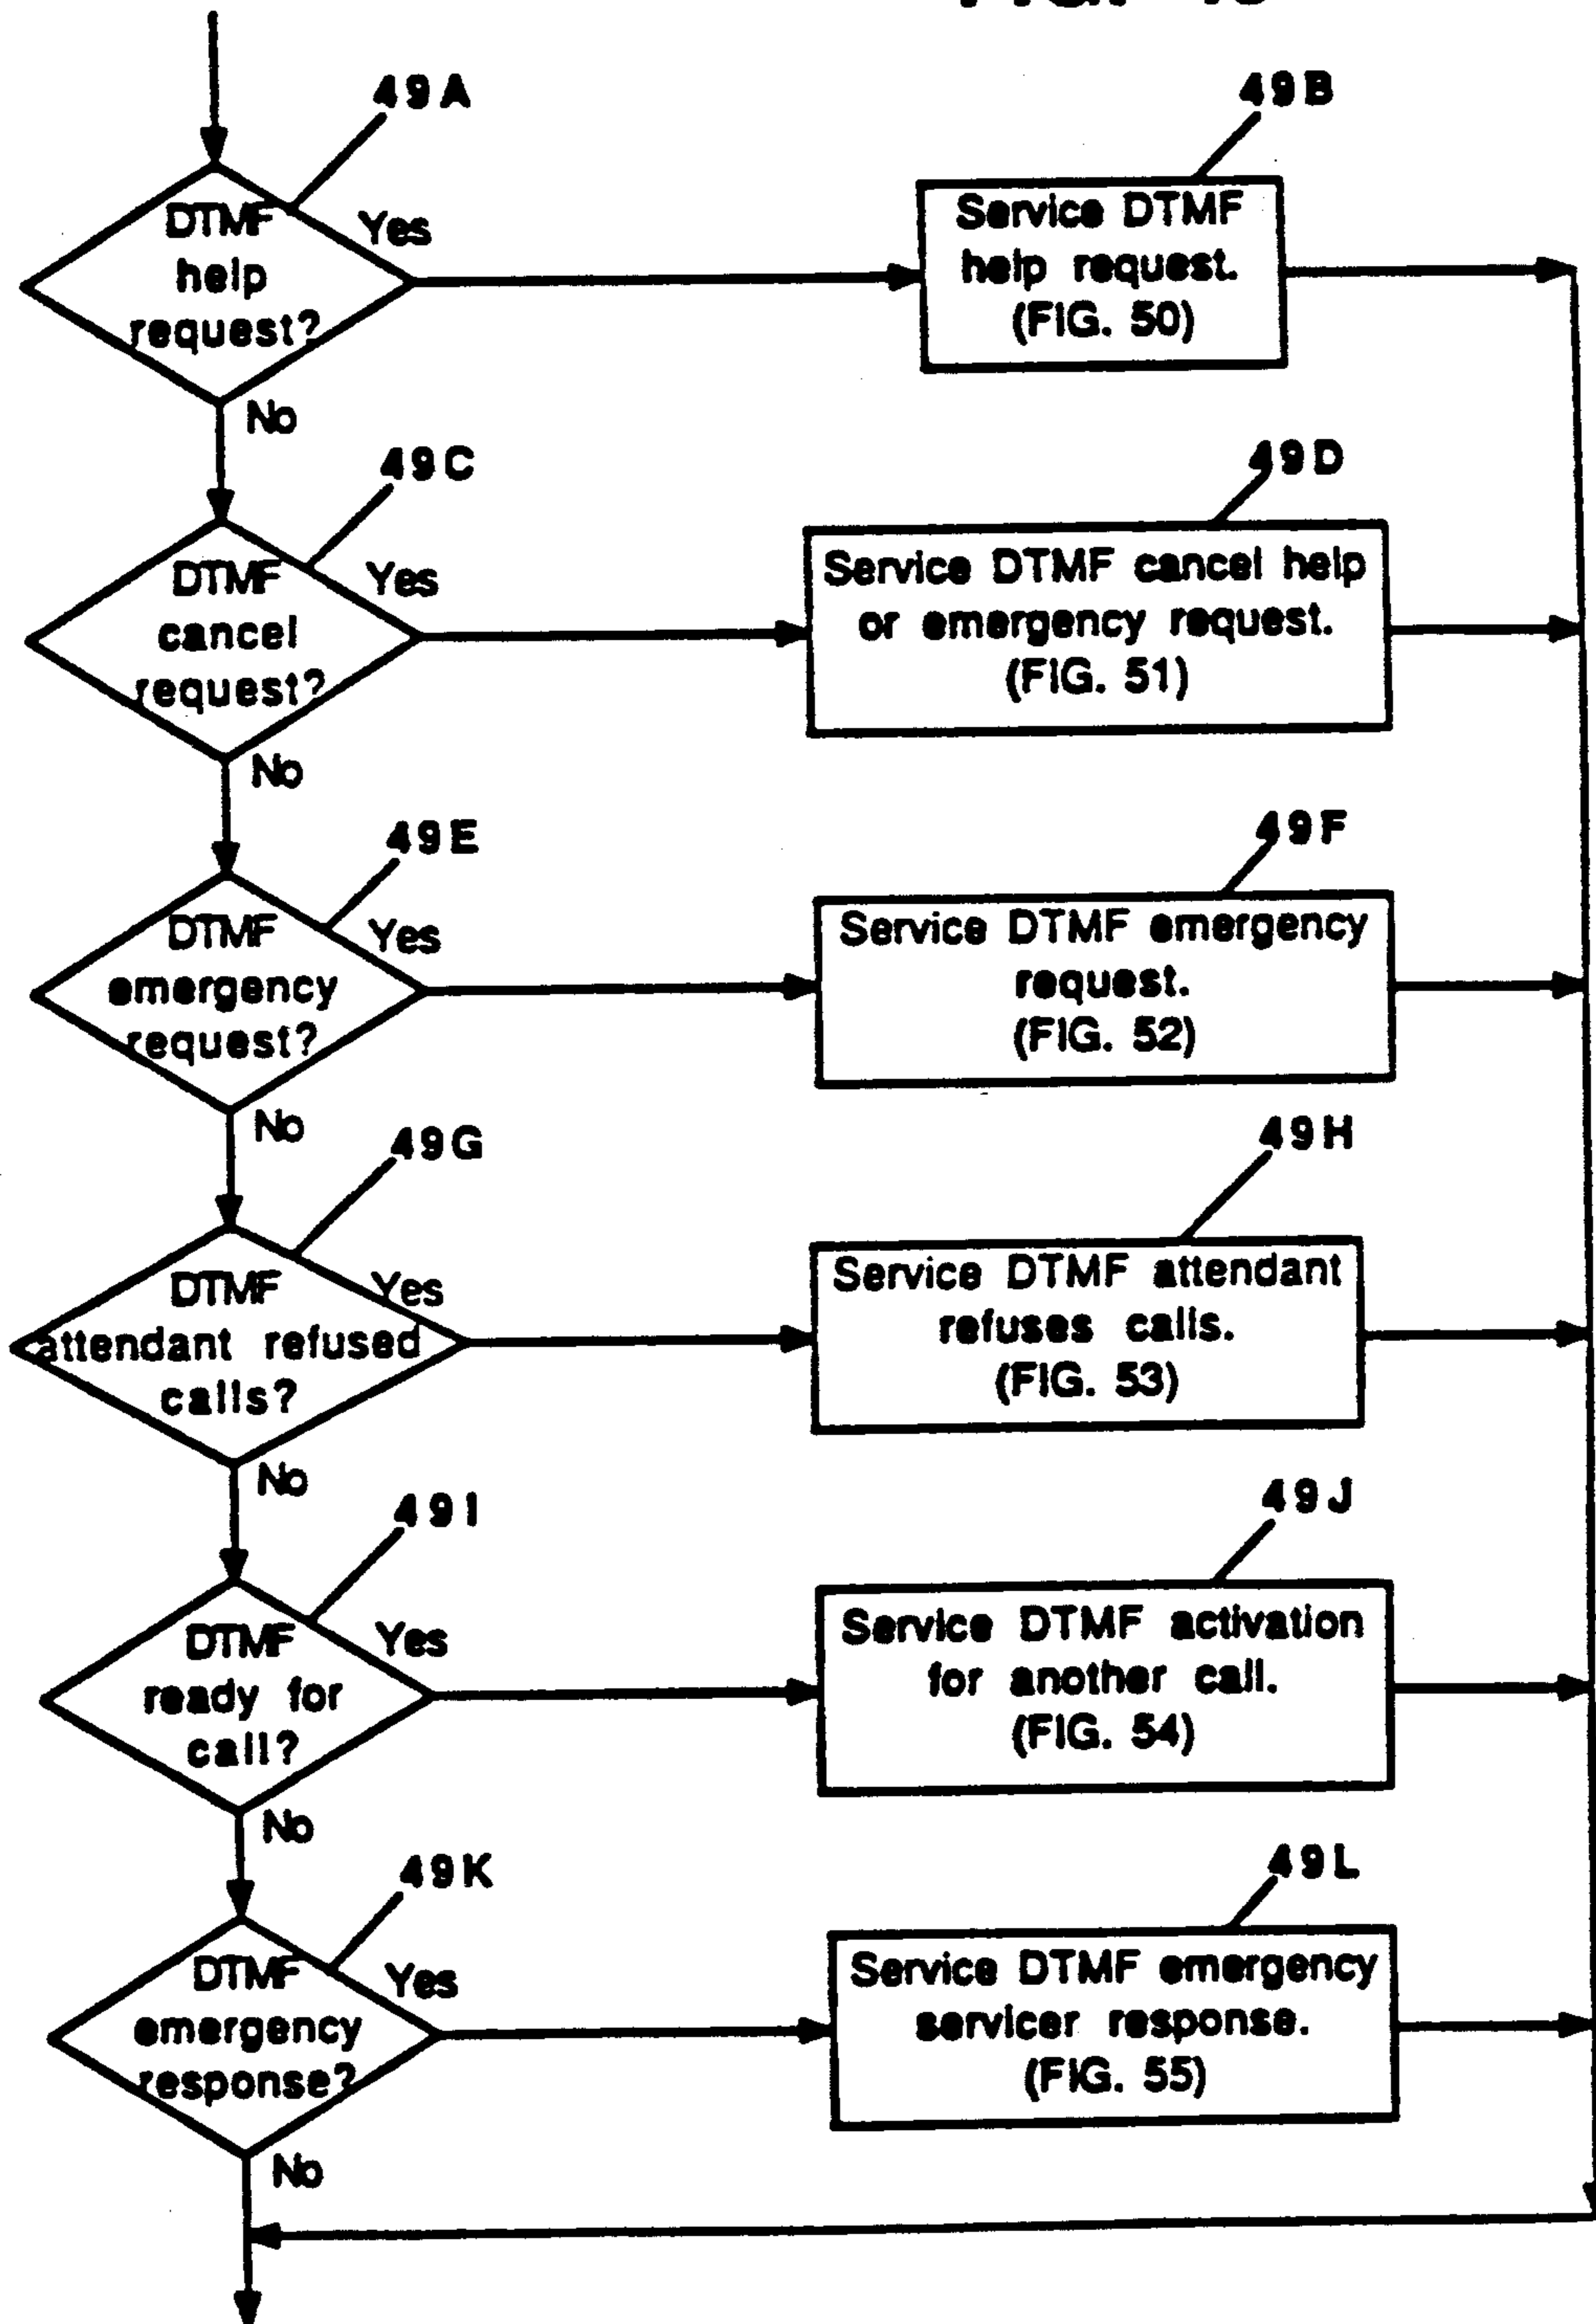 49A
49B
DTMF
help
request?
Yes
Service DTMF
help request.
(FIG. 50)
No
49C
49D
DTMF
cancel
request?
Yes
Service DTMF cancel help
or emergency request.
(FIG. 51)
No
49E
49F
DTMF
emergency
request?
Yes
Service DTMF emergency
request.
(FIG. 52)
No
49G
49H
DTMF
attendant refused
calls?
Yes
Service DTMF attendant
refuses calls.
(FIG. 53)
No
49I
49J
DTMF
ready for
call?
Yes
Service DTMF activation
for another call.
(FIG. 54)
No
49K
49L
DTMF
emergency
response?
Yes
Service DTMF emergency
servicer response.
(FIG. 55)
No